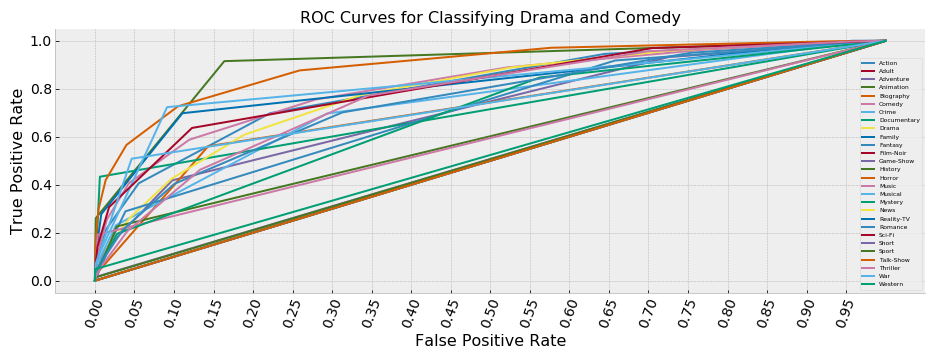 ROC Curves for Classifying Drama and Comedy
True Positive Rate
1.0
0.8
0.6
0.4
0.2
0.0
Action
Adult
Adventure
Animation
Biography
Comedy
Crime
Documentary
Drama
Family
Fantasy
Film-Noir
Game-Show
History
Horror
Music
Musical
Mystery
News
Reality-TV
Romance
Sci-Fi
Short
Sport
Talk-Show
Thriller
War
Western
0.00 0.05 0.10 0.15 0.20 0.25 0.30 0.35 0.40 0.45 0.50 0.55 0.60 0.65 0.70 0.75 0.80 0.85 0.90 0.95
False Positive Rate